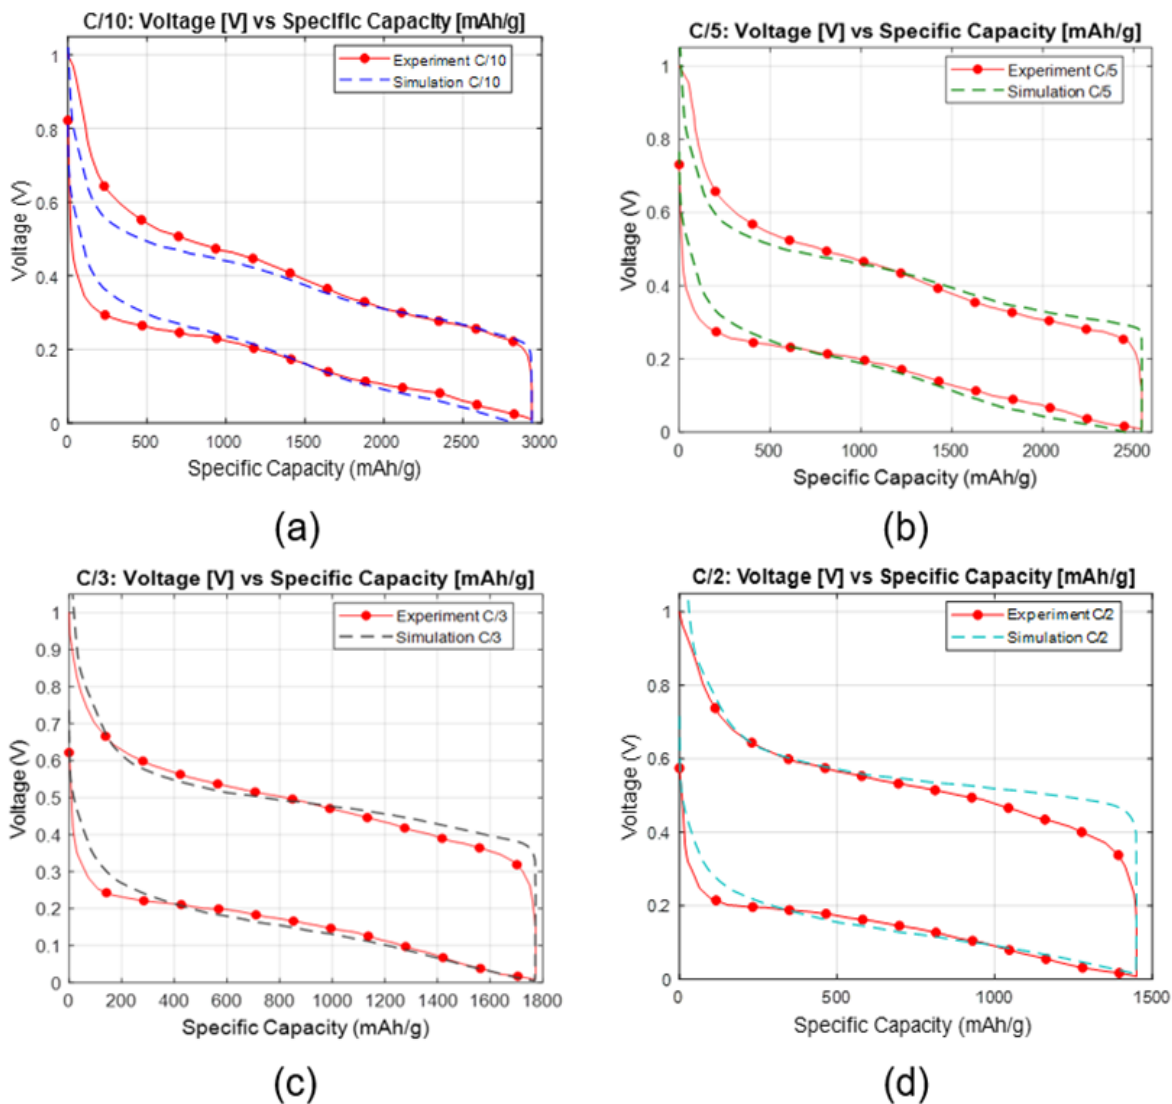 C/10: Voltage [V] vs Specific Capacity [mAh/g]
Experiment C/10
Simulation C/10
Voltage (V)
1
0.8
0.6
0.4
0.2
0
0 500 1000 1500 2000 2500 3000
Specific Capacity (mAh/g)
(a)
C/5: Voltage [V] vs Specific Capacity [mAh/g]
Experiment C/5
Simulation C/5
Voltage (V)
1
0.8
0.6
0.4
0.2
0
0 500 1000 1500 2000 2500
Specific Capacity (mAh/g)
(b)
C/3: Voltage [V] vs Specific Capacity [mAh/g]
Experiment C/3
Simulation C/3
Voltage (V)
1
0.9
0.8
0.7
0.6
0.5
0.4
0.3
0.2
0.1
0
0 200 400 600 800 1000 1200 1400 1600 1800
Specific Capacity (mAh/g)
(c)
C/2: Voltage [V] vs Specific Capacity [mAh/g]
Experiment C/2
Simulation C/2
Voltage (V)
1
0.8
0.6
0.4
0.2
0
0 500 1000 1500
Specific Capacity (mAh/g)
(d)